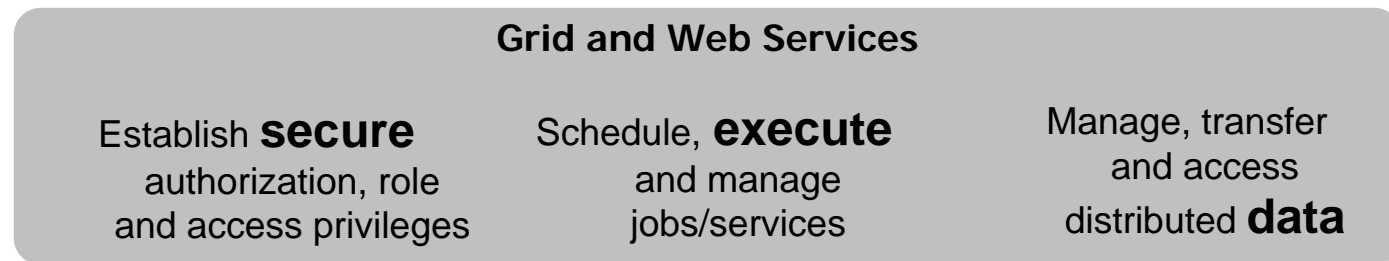 Grid and Web Services
Establish secure
authorization, role
and access privileges
Schedule, execute
and manage
jobs/services
Manage, transfer
and access
distributed data